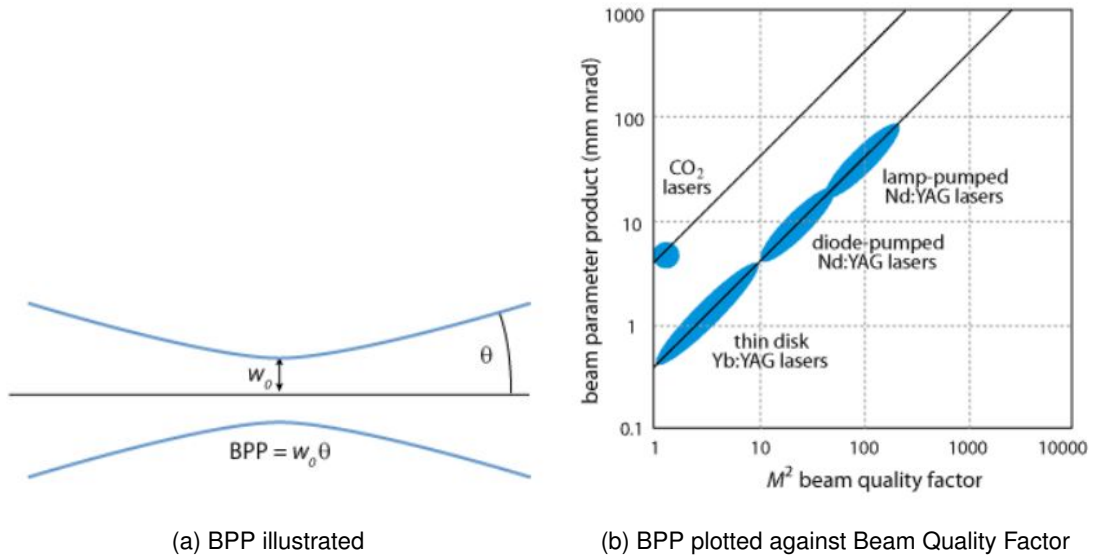 w₀
θ
BPP = w₀θ
(a) BPP illustrated
beam parameter product (mm mrad)
1000
100
10
1
0.1
CO₂
lasers
lamp-pumped
Nd:YAG lasers
diode-pumped
Nd:YAG lasers
thin disk
Yb:YAG lasers
1
10
100
1000
10000
M² beam quality factor
(b) BPP plotted against Beam Quality Factor